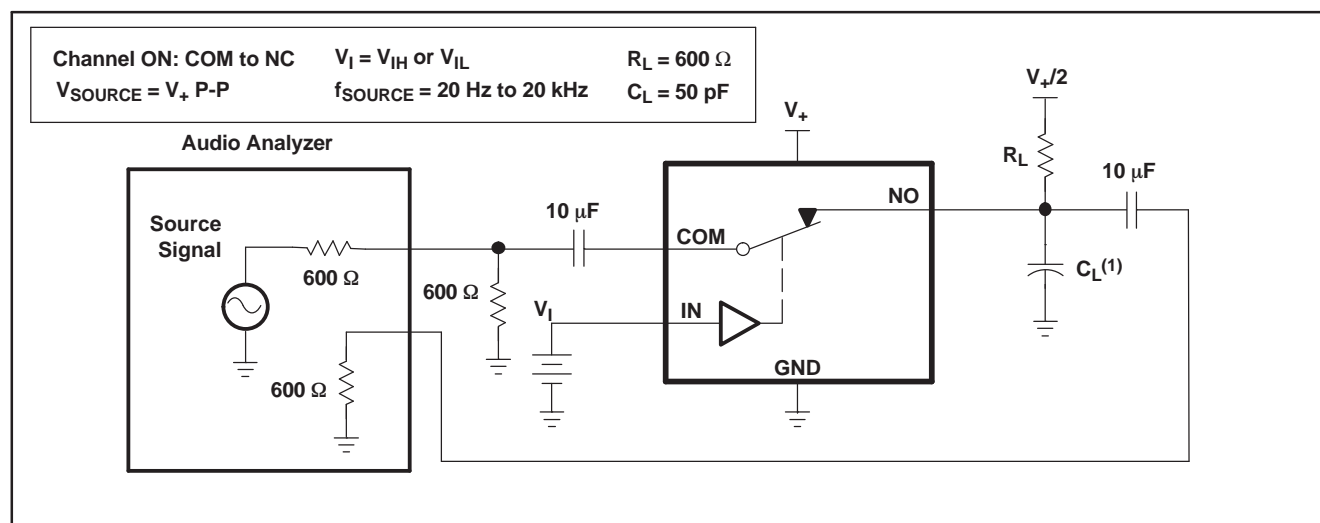 Channel ON: COM to NC V_I = V_IH or V_IL R_L = 600 Ω
V_SOURCE = V_+ P-P f_SOURCE = 20 Hz to 20 kHz C_L = 50 pF
Audio Analyzer
Source
Signal
600 Ω
600 Ω
600 Ω
10 μF
V_I
V_+
COM
IN
NO
GND
V_+/2
R_L
10 μF
C_L(1)